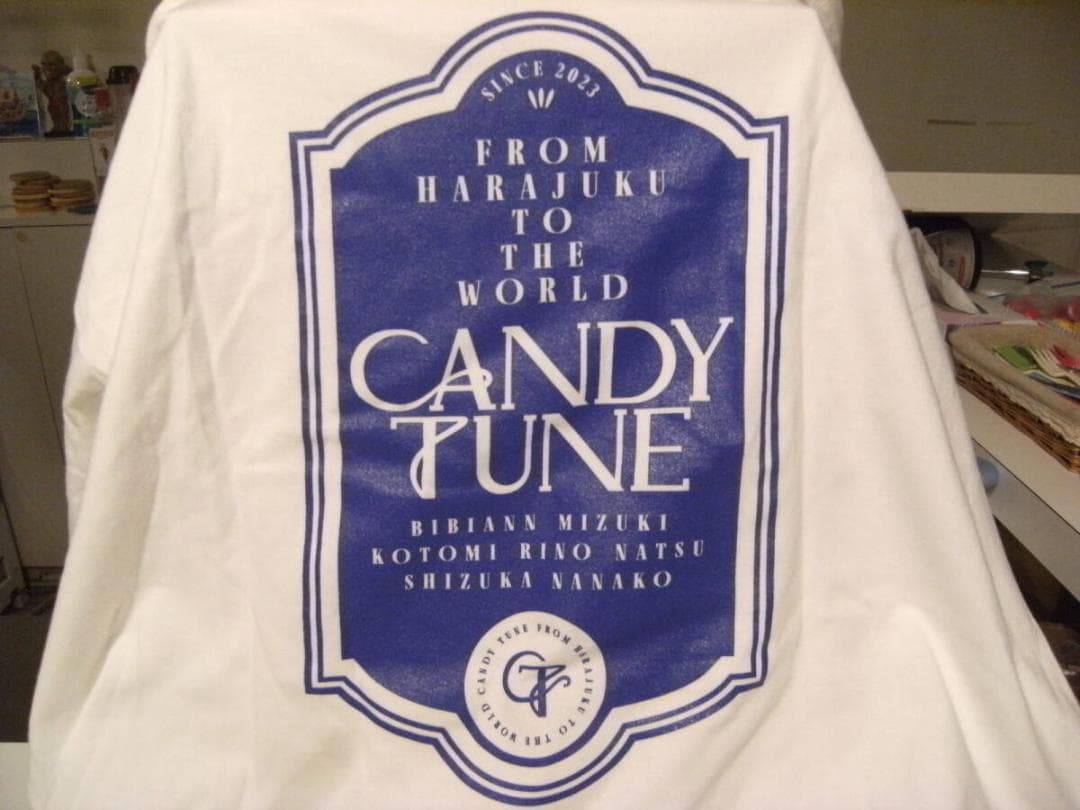 SINCE 2023
FROM
HARAJUKU
TO
THE
WORLD
CANDY
TUNE
BIBIANN MIZUKI
KOTOMI RINO NATSU
SHIZUKA NANAKO
CANDY TUNE FROM HARAJUKU TO THE WORLD
CT